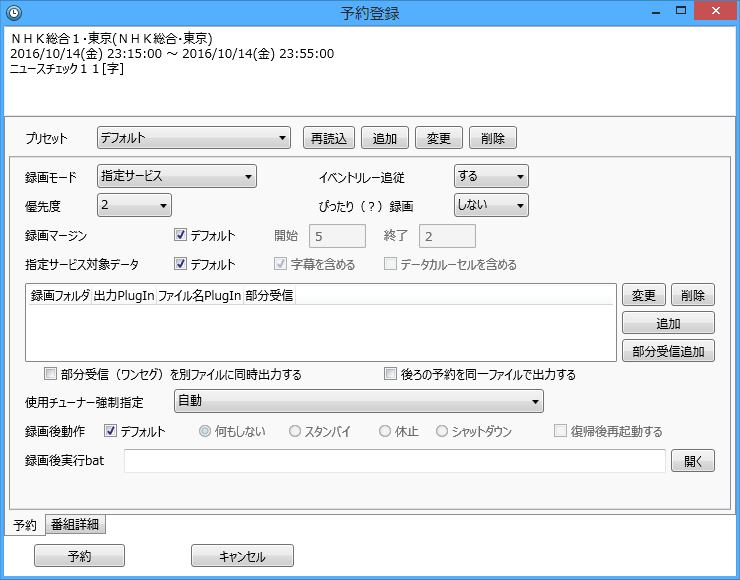 予約登録
ＮＨＫ総合１・東京(ＮＨＫ総合・東京)
2016/10/14(金) 23:15:00 ～ 2016/10/14(金) 23:55:00
ニュースチェック１１[字]
プリセット デフォルト 再読込 追加 変更 削除
録画モード 指定サービス イベントリレー追従 する
優先度 2 ぴったり（？）録画 しない
録画マージン デフォルト 開始 5 終了 2
指定サービス対象データ デフォルト 字幕を含める データカルーセルを含める
録画フォルダ 出力PlugIn ファイル名PlugIn 部分受信 変更 削除
追加
部分受信追加
部分受信（ワンセグ）を別ファイルに同時出力する 後ろの予約を同一ファイルで出力する
使用チューナー強制指定 自動
録画後動作 デフォルト 何もしない スタンバイ 休止 シャットダウン 復帰後再起動する
録画後実行bat 開く
予約 番組詳細
予約 キャンセル